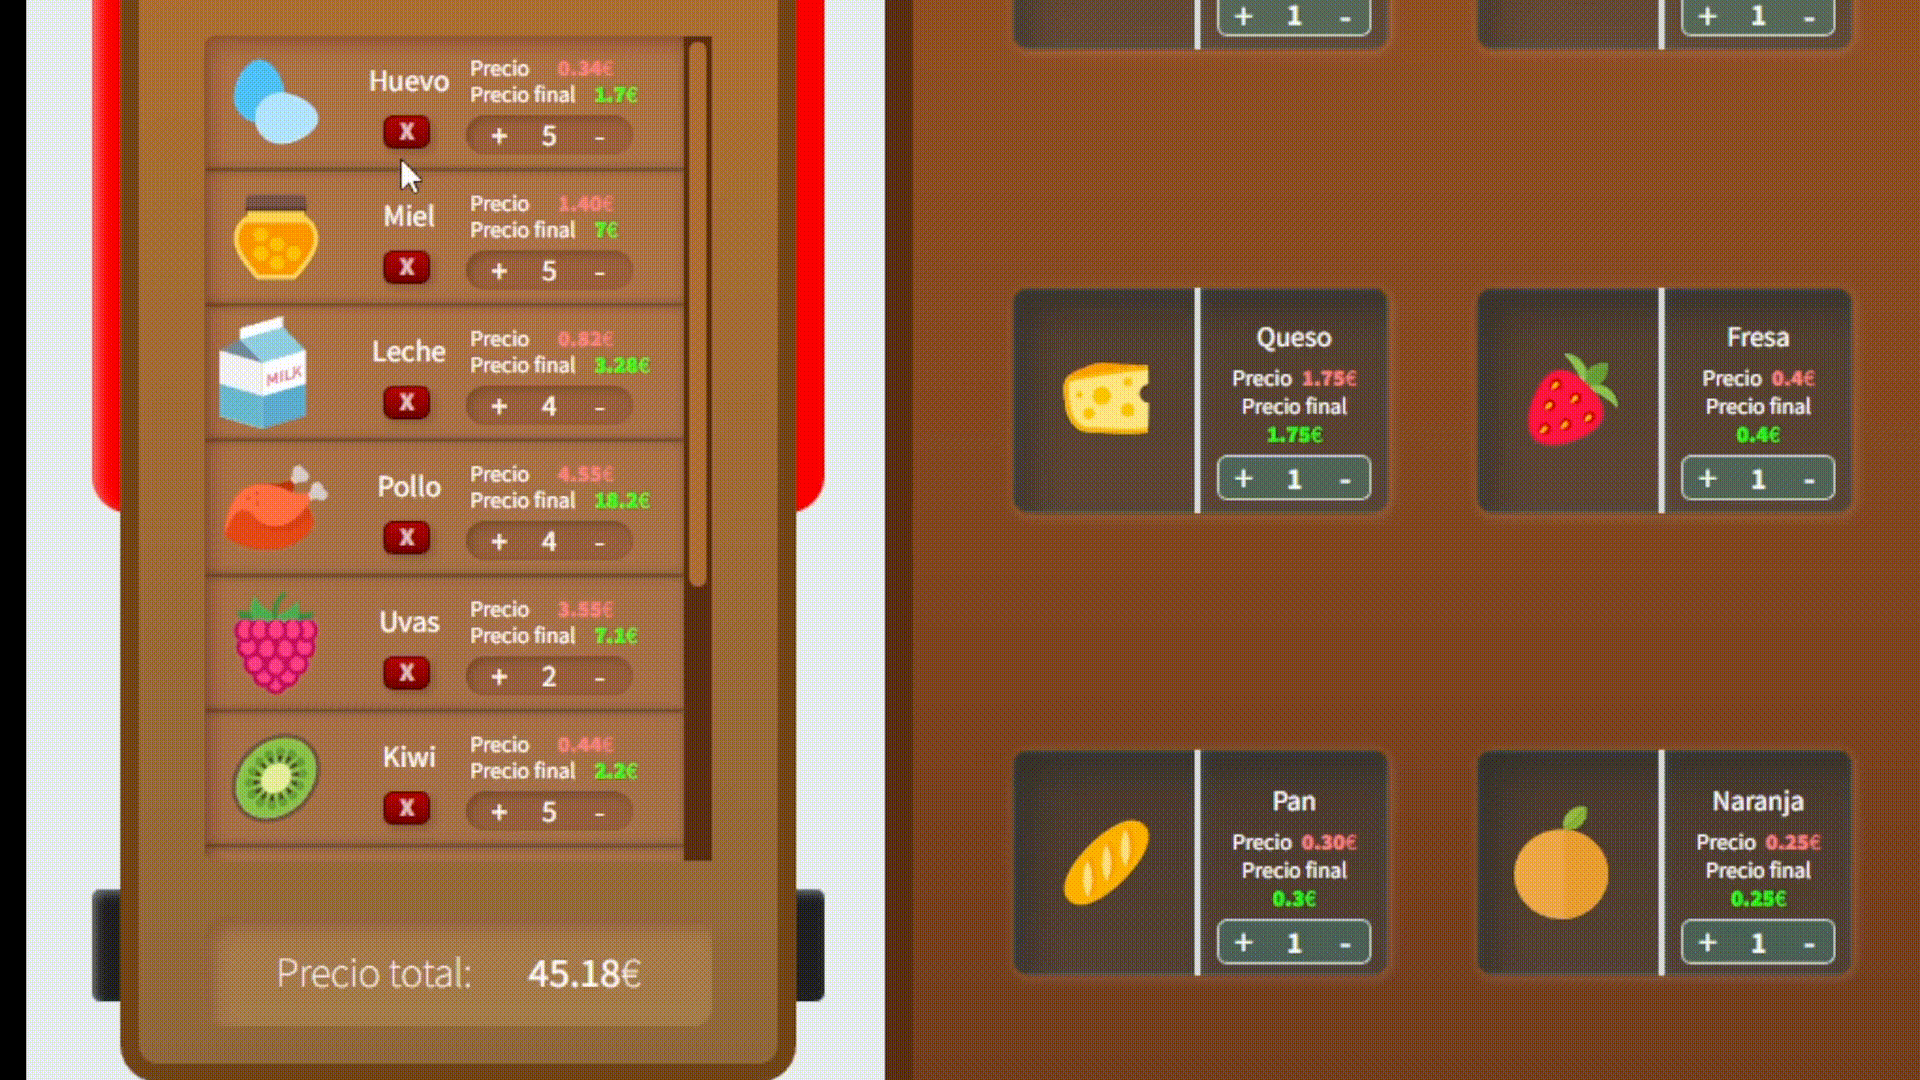 Huevo
Precio 0.34€
Precio final 1.7€
X
+ 5 -
Miel
Precio 1.40€
Precio final 7€
X
+ 5 -
MILK
Leche
Precio 0.82€
Precio final 3.28€
X
+ 4 -
Pollo
Precio 4.55€
Precio final 18.2€
X
+ 4 -
Uvas
Precio 3.55€
Precio final 7.1€
X
+ 2 -
Kiwi
Precio 0.44€
Precio final 2.2€
X
+ 5 -
Precio total: 45.18€
+ 1 -
+ 1 -
Queso
Precio 1.75€
Precio final
1.75€
+ 1 -
Fresa
Precio 0.4€
Precio final
0.4€
+ 1 -
Pan
Precio 0.30€
Precio final
0.3€
+ 1 -
Naranja
Precio 0.25€
Precio final
0.25€
+ 1 -